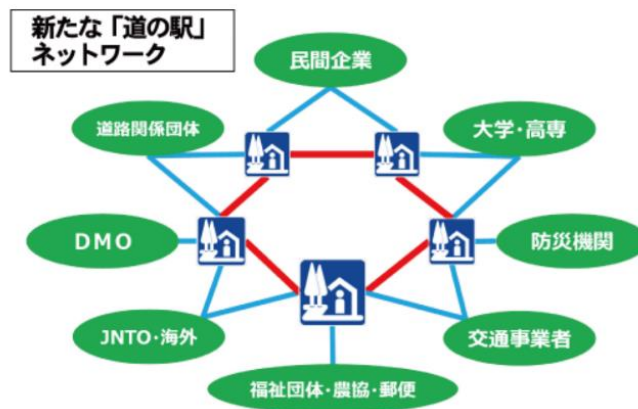 新たな「道の駅」
ネットワーク
民間企業
道路関係団体
大学・高専
DMO
防災機関
JNTO・海外
交通事業者
福祉団体・農協・郵便